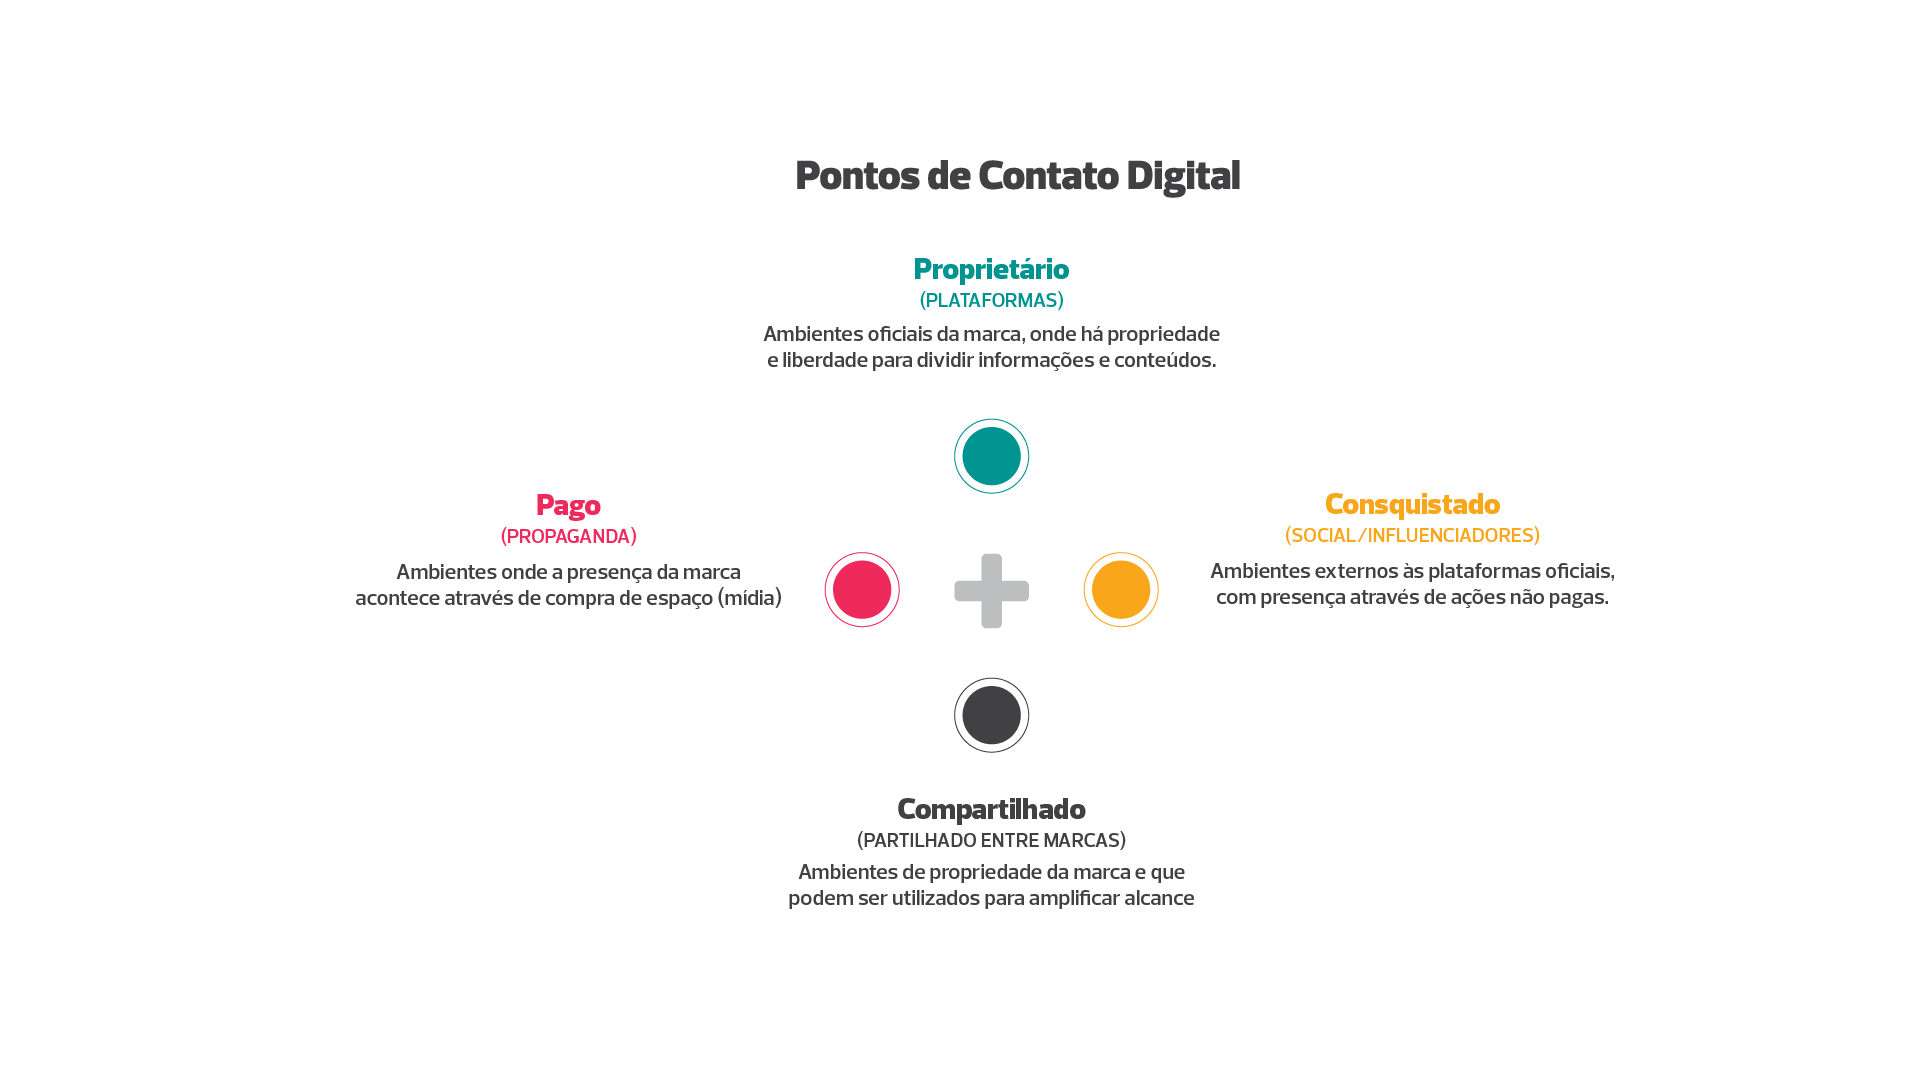 Pontos de Contato Digital
Proprietário
(PLATAFORMAS)
Ambientes oficiais da marca, onde há propriedade
e liberdade para dividir informações e conteúdos.
Pago
(PROPAGANDA)
Ambientes onde a presença da marca
acontece através de compra de espaço (mídia)
Consquistado
(SOCIAL/INFLUENCIADORES)
Ambientes externos às plataformas oficiais,
com presença através de ações não pagas.
Compartilhado
(PARTILHADO ENTRE MARCAS)
Ambientes de propriedade da marca e que
podem ser utilizados para amplificar alcance